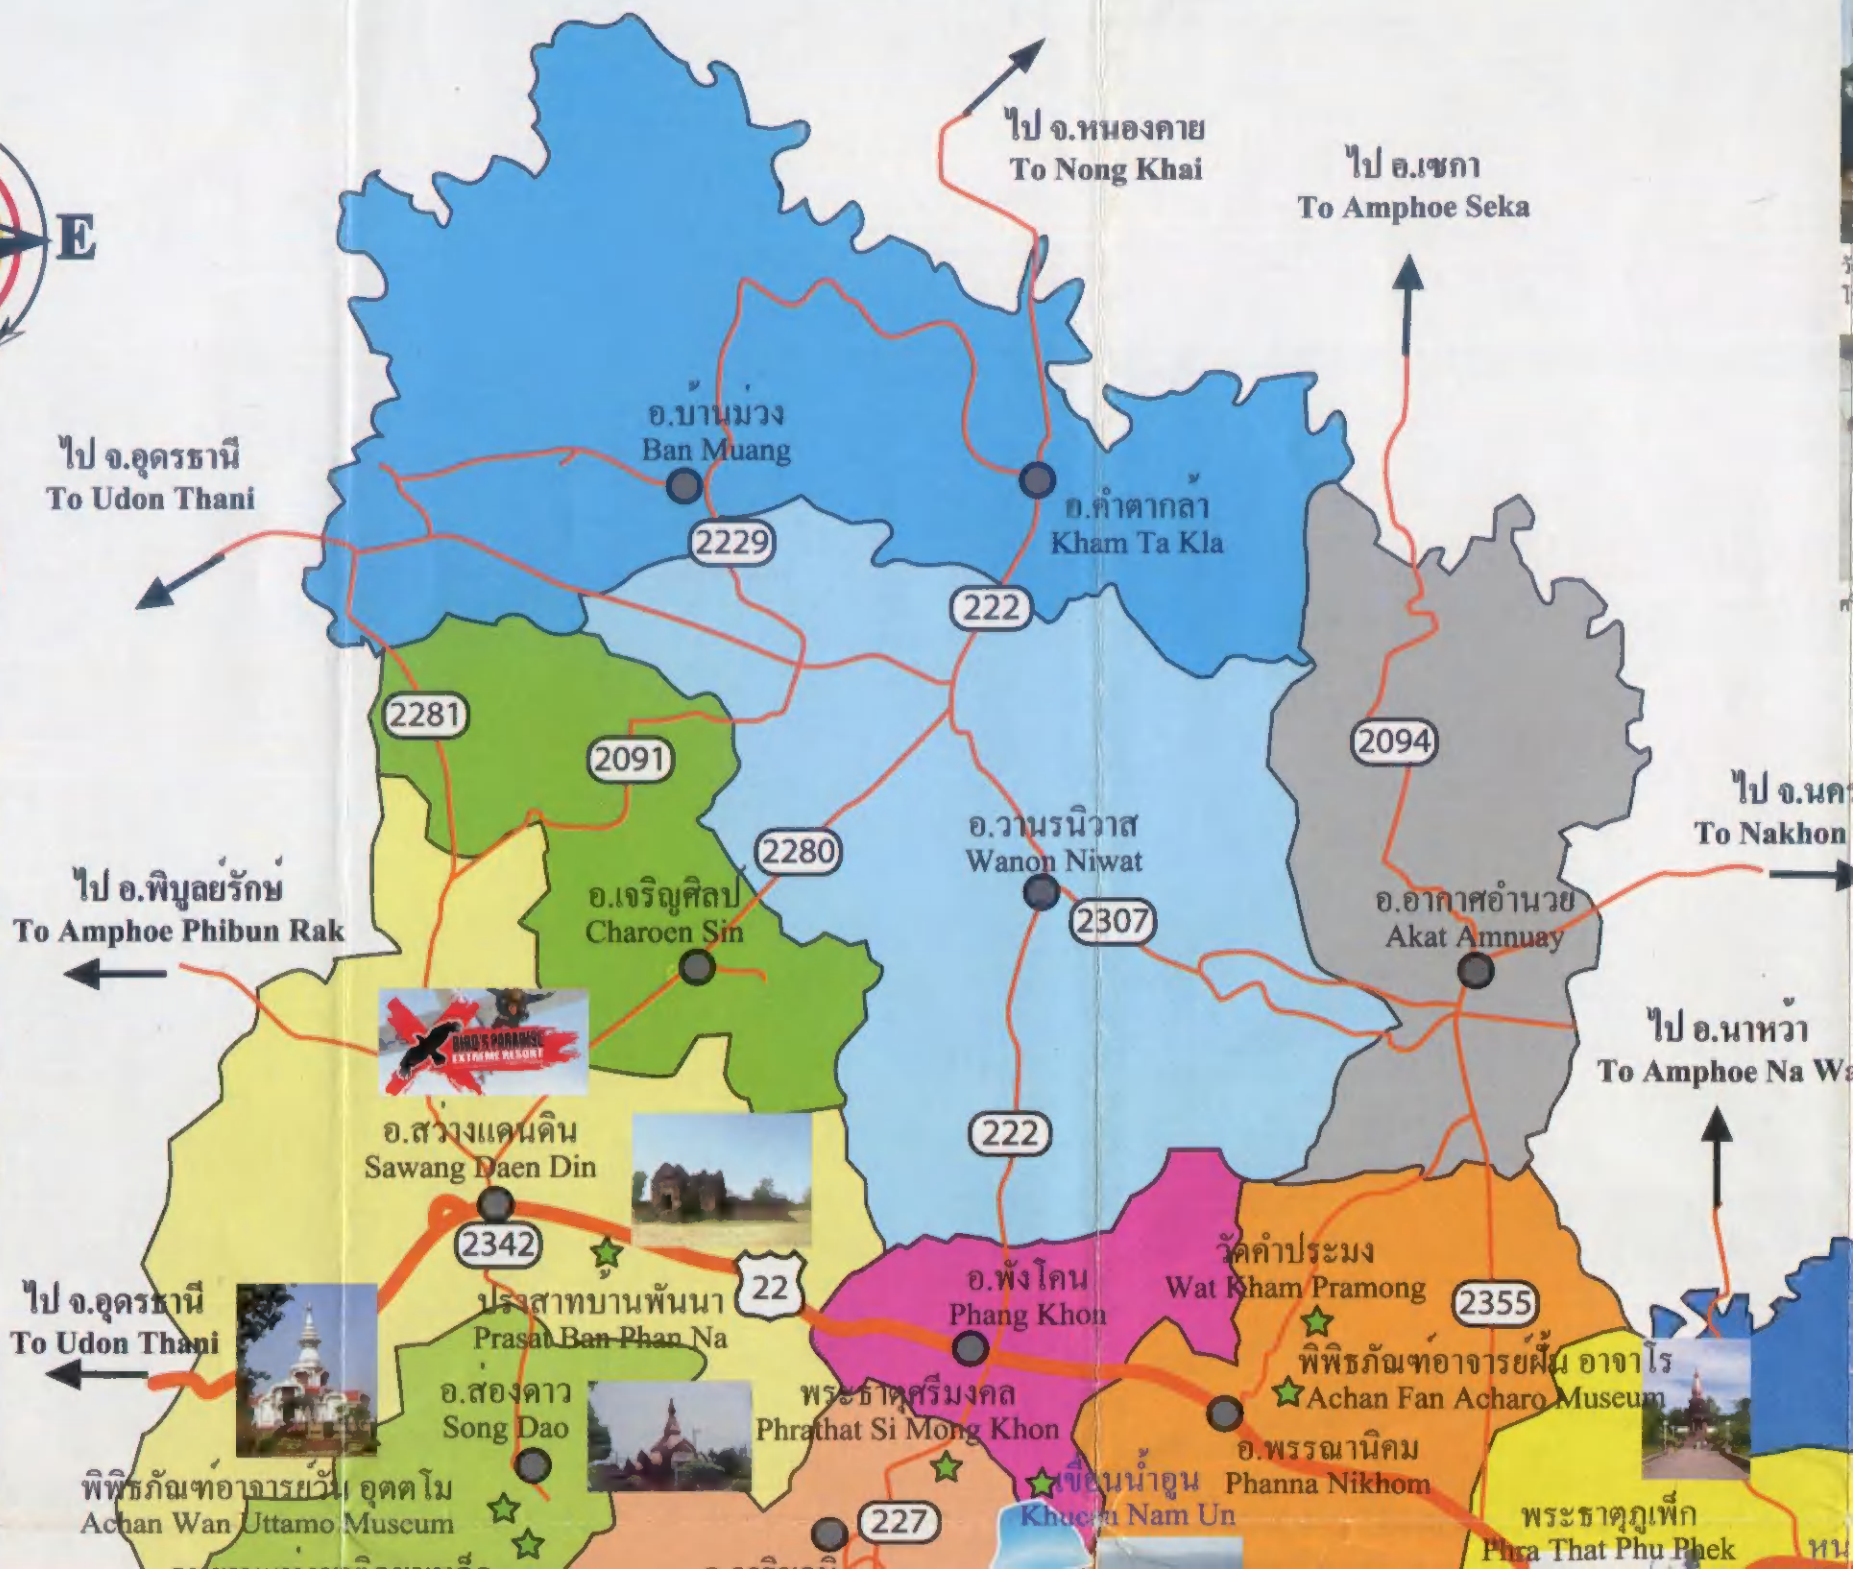 E
ไป จ.หนองคาย
To Nong Khai
ไป อ.เซกา
To Amphoe Seka
อ.บ้านม่วง
Ban Muang
ไป จ.อุดรธานี
To Udon Thani
อ.คำตากล้า
Kham Ta Kla
2229
222
2281
2091
2094
ไป จ.นคร
To Nakhon
อ.วานรนิวาส
Wanon Niwat
2280
ไป อ.พิบูลย์รักษ์
To Amphoe Phibun Rak
อ.เจริญศิลป์
Charoen Sin
2307
อ.อากาศอำนวย
Akat Amnuay
BIRD'S PARADISE
EXTREME RESORT
ไป อ.นาหว้า
To Amphoe Na Wa
อ.สว่างแดนดิน
Sawang Daen Din
222
2342
วัดคำประมง
Wat Kham Pramong
อ.พังโคน
Phang Khon
22
2355
ไป จ.อุดรธานี
To Udon Thani
ปราสาทบ้านพันนา
Prasat Ban Phan Na
พิพิธภัณฑ์อาจารย์ฝั้น อาจาโร
Achan Fan Acharo Museum
อ.ส่องดาว
Song Dao
พระธาตุศรีมงคล
Phrathat Si Mong Khon
อ.พรรณานิคม
Phanna Nikhom
เขื่อนน้ำอูน
Khuean Nam Un
พิพิธภัณฑ์อาจารย์วัน อุตตโม
Achan Wan Uttamo Museum
227
พระธาตุภูเพ็ก
Phra That Phu Phek
หน